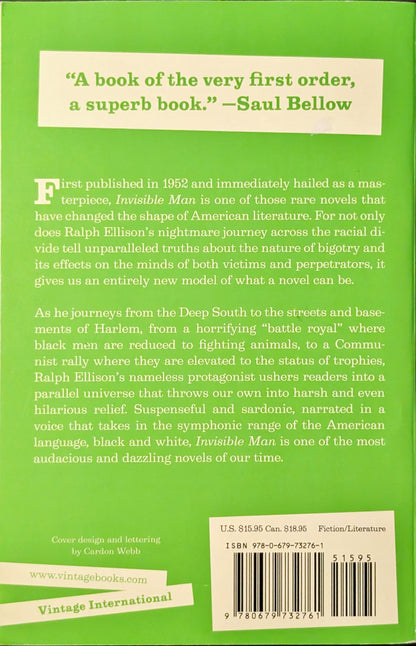 “A book of the very first order,
a superb book.” —Saul Bellow
First published in 1952 and immediately hailed as a mas-
terpiece, Invisible Man is one of those rare novels that
have changed the shape of American literature. For not only
does Ralph Ellison’s nightmare journey across the racial di-
vide tell unparalleled truths about the nature of bigotry and
its effects on the minds of both victims and perpetrators, it
gives us an entirely new model of what a novel can be.
As he journeys from the Deep South to the streets and base-
ments of Harlem, from a horrifying “battle royal” where
black men are reduced to fighting animals, to a Commu-
nist rally where they are elevated to the status of trophies,
Ralph Ellison’s nameless protagonist ushers readers into a
parallel universe that throws our own into harsh and even
hilarious relief. Suspenseful and sardonic, narrated in a
voice that takes in the symphonic range of the American
language, black and white, Invisible Man is one of the most
audacious and dazzling novels of our time.
Cover design and lettering
by Cardon Webb
www.vintagebooks.com
Vintage International
U.S. $15.95 Can. $18.95 Fiction/Literature
ISBN 978-0-679-73276-1
51595
9 780679 732761